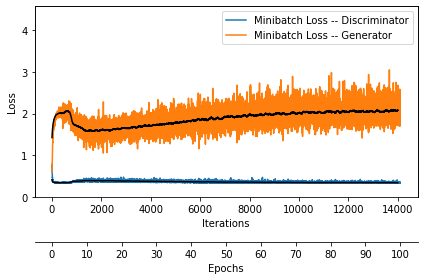 Minibatch Loss -- Discriminator
Minibatch Loss -- Generator
4
3
2
1
0
Loss
0 2000 4000 6000 8000 10000 12000 14000
Iterations
0 10 20 30 40 50 60 70 80 90 100
Epochs